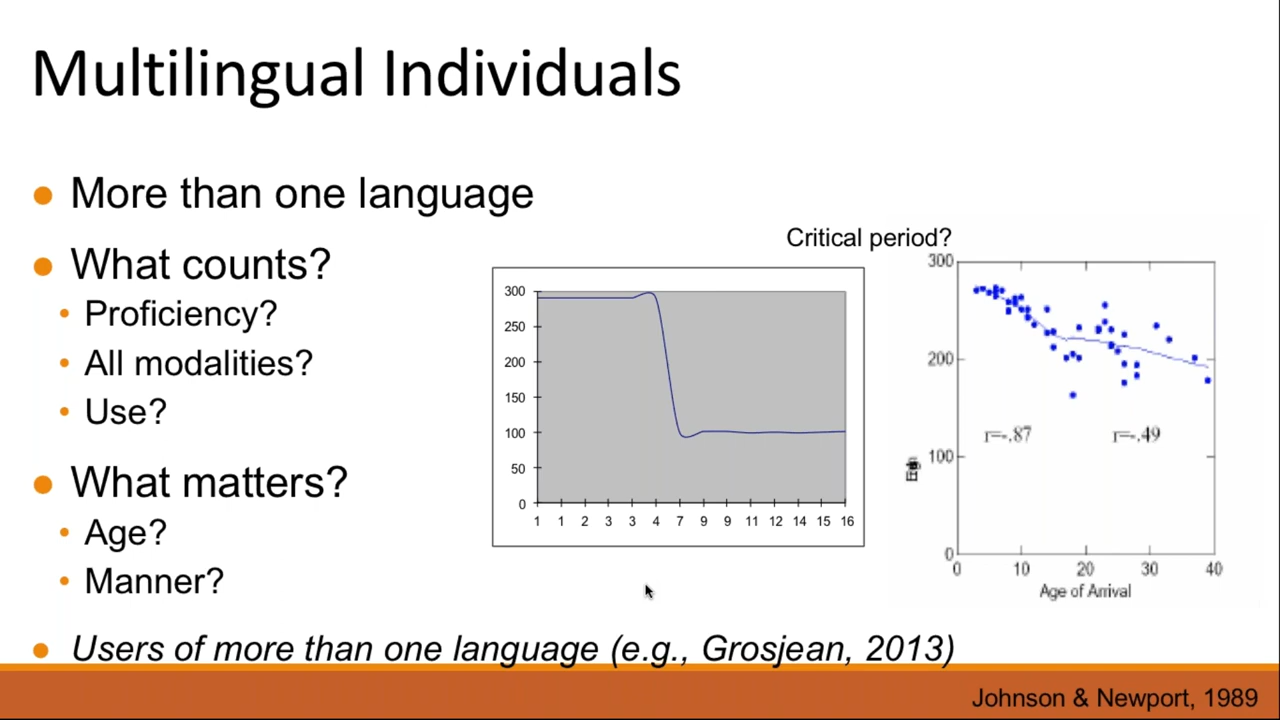 Multilingual Individuals
More than one language
What counts?
Proficiency?
All modalities?
Use?
What matters?
Age?
Manner?
Users of more than one language (e.g., Grosjean, 2013)
300
250
200
150
100
50
0
1 1 2 3 3 4 7 9 9 11 12 14 15 16
Critical period?
300
200
100
0
r=-.87 r=-.49
0 10 20 30 40
Age of Arrival
Johnson & Newport, 1989